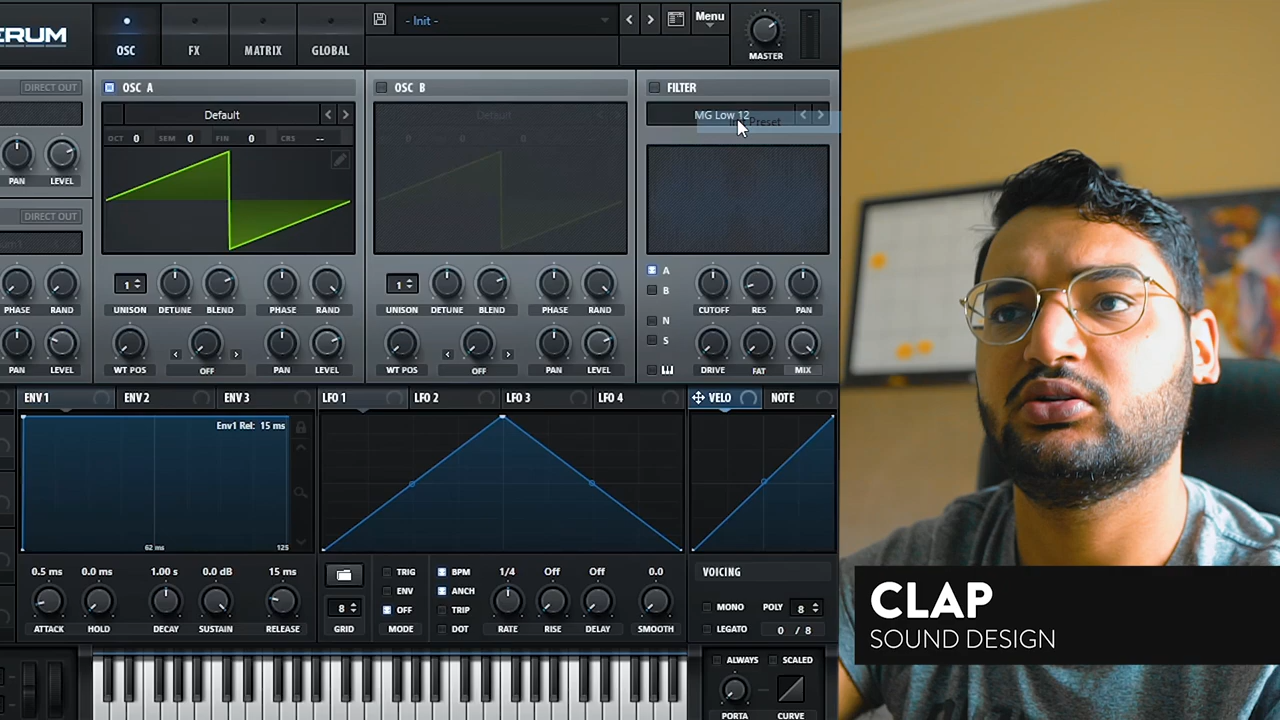 ERUM
OSC
FX
MATRIX
GLOBAL
- Init -
Menu
MASTER
DIRECT OUT
OSC A
OSC B
FILTER
Default
Default
MG Low 12
Preset
OCT 0 SEM 0 FIN 0 CRS --
0 0 0
PAN LEVEL
DIRECT OUT
A
B
N
S
PHASE RAND
UNISON 1 DETUNE BLEND PHASE RAND
UNISON 1 DETUNE BLEND PHASE RAND
CUTOFF RES PAN
PAN LEVEL
WT POS OFF PAN LEVEL
WT POS OFF PAN LEVEL
DRIVE FAT MIX
ENV 1 ENV 2 ENV 3
LFO 1 LFO 2 LFO 3 LFO 4
VELO NOTE
Env1 Rel: 15 ms
62 ms 125
0.5 ms 0.0 ms 1.00 s 0.0 dB 15 ms
ATTACK HOLD DECAY SUSTAIN RELEASE
8
GRID
TRIG
ENV
OFF
MODE
BPM
ANCH
TRIP
DOT
1/4 Off Off 0.0
RATE RISE DELAY SMOOTH
VOICING
MONO POLY 8
LEGATO 0 / 8
ALWAYS SCALED
PORTA CURVE
CLAP
SOUND DESIGN